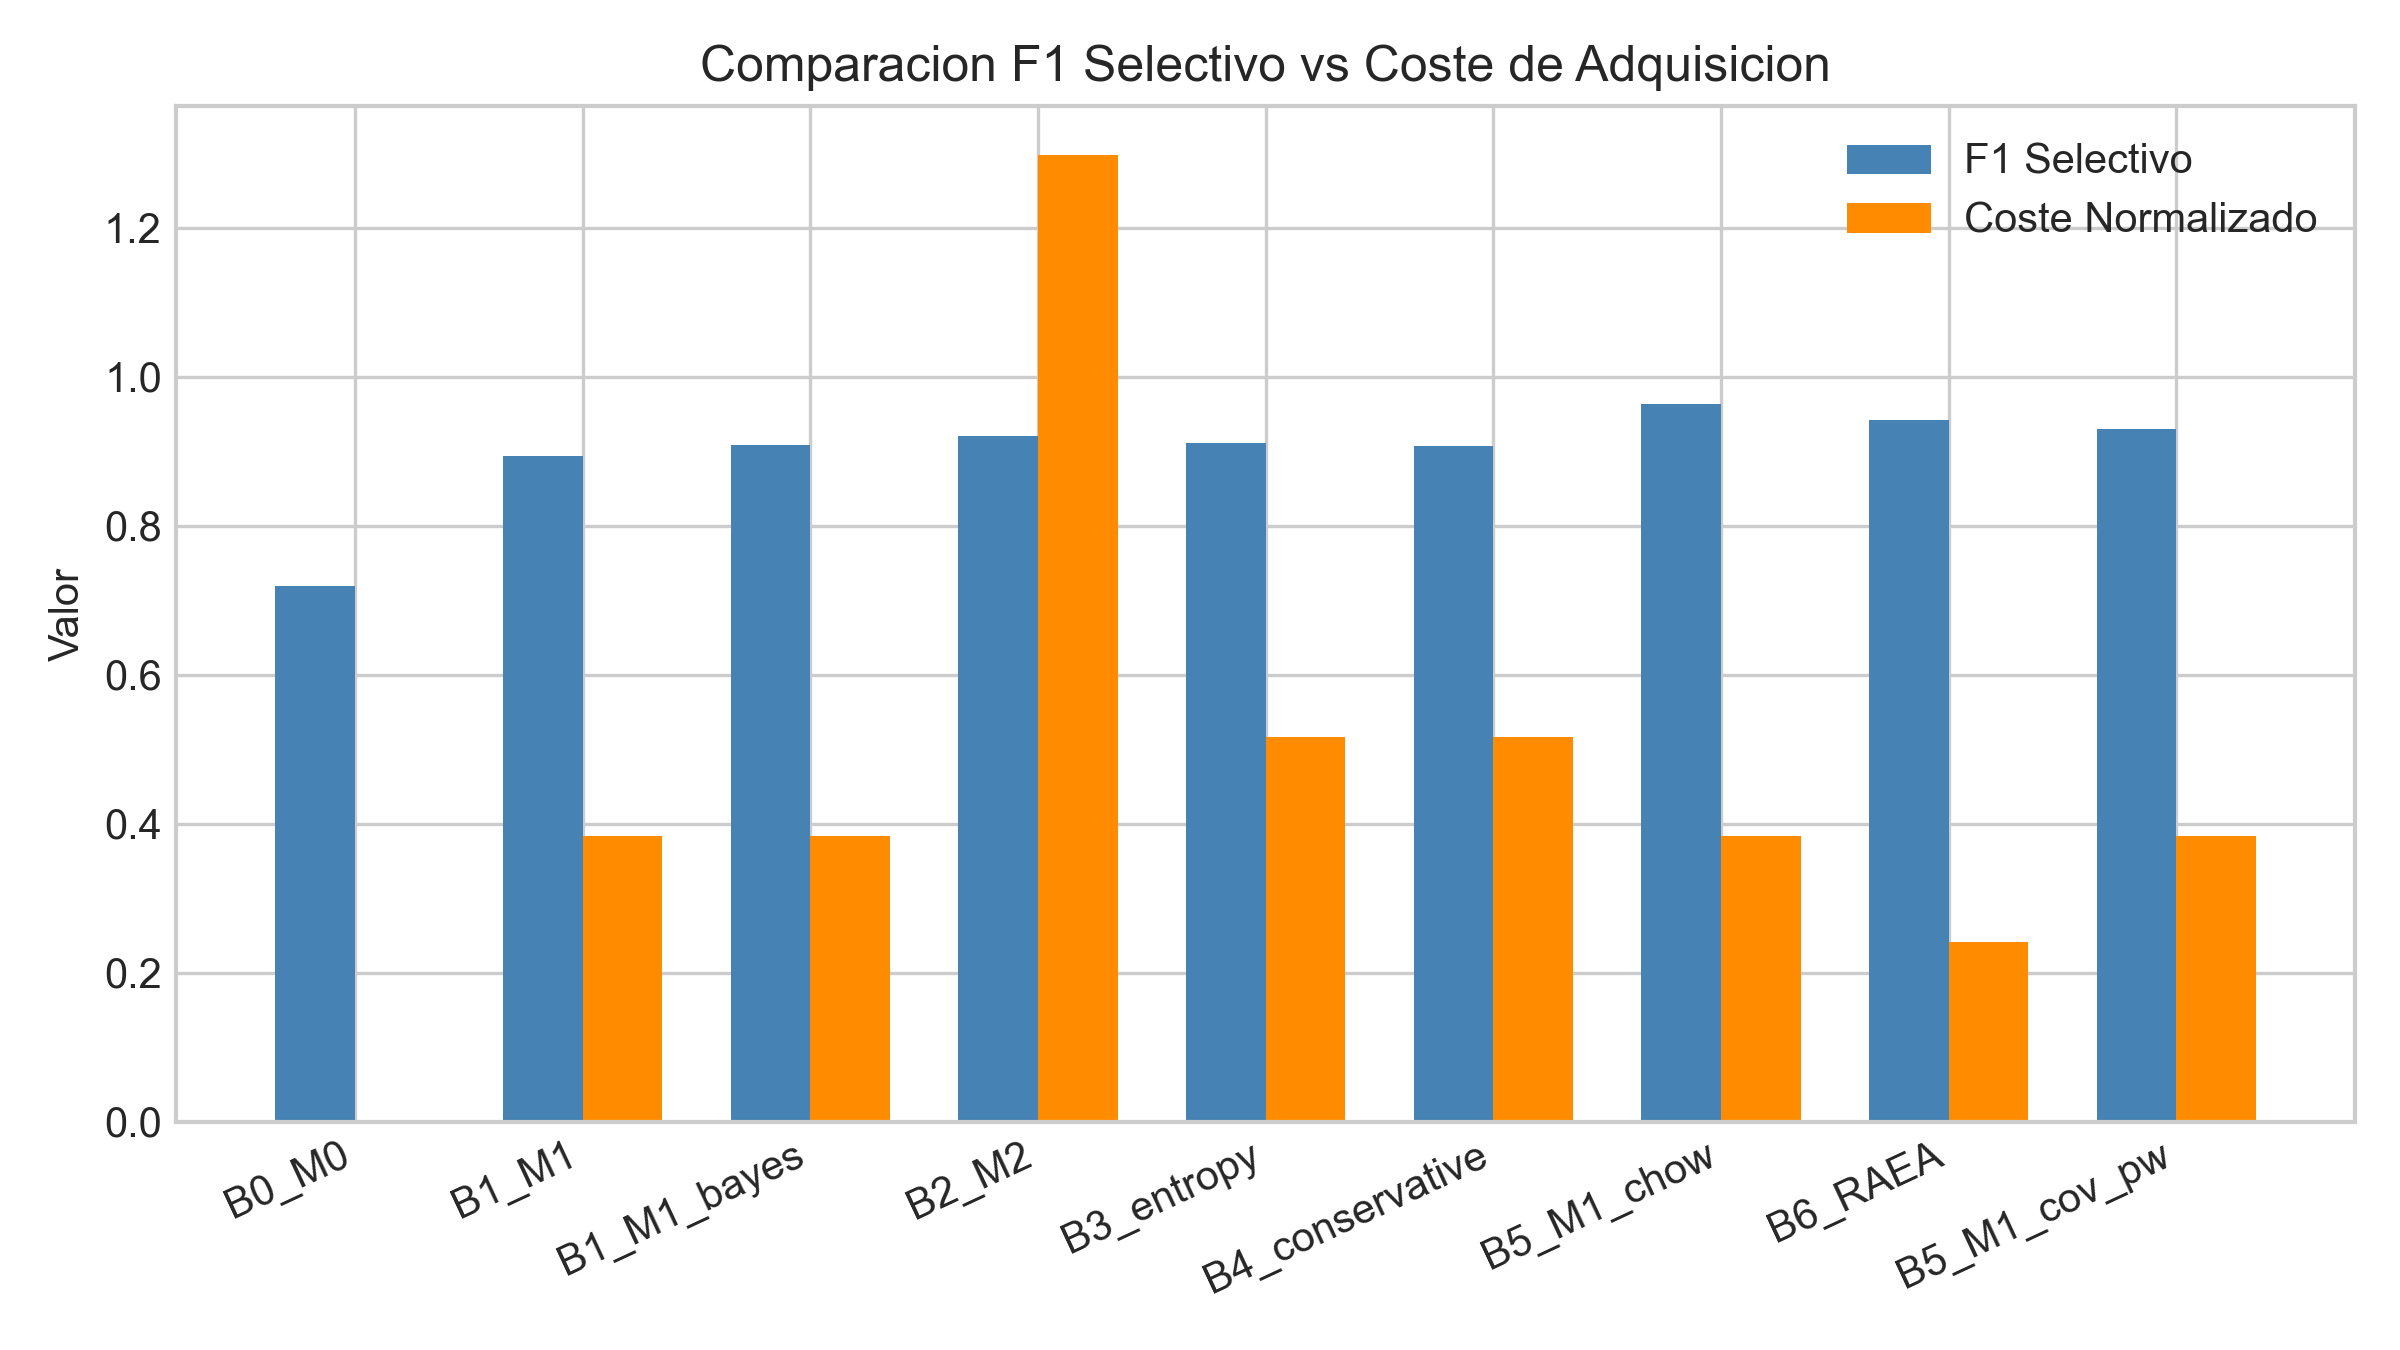 Comparacion F1 Selectivo vs Coste de Adquisicion
F1 Selectivo
Coste Normalizado
Valor
1.2
1.0
0.8
0.6
0.4
0.2
0.0
B0_M0
B1_M1
B1_M1_bayes
B2_M2
B3_entropy
B4_conservative
B5_M1_chow
B6_RAEA
B5_M1_cov_pw